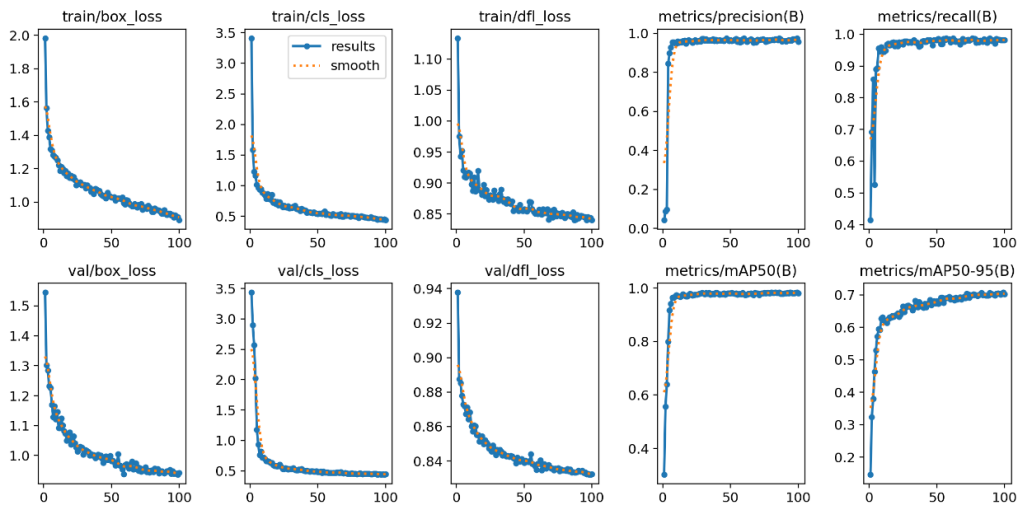 train/box_loss
train/cls_loss
train/dfl_loss
metrics/precision(B)
metrics/recall(B)
2.0
1.8
1.6
1.4
1.2
1.0
0 50 100
3.5
3.0
2.5
2.0
1.5
1.0
0.5
results
smooth
0 50 100
1.10
1.05
1.00
0.95
0.90
0.85
0 50 100
1.0
0.8
0.6
0.4
0.2
0.0
0 50 100
1.0
0.9
0.8
0.7
0.6
0.5
0.4
0 50 100
val/box_loss
val/cls_loss
val/dfl_loss
metrics/mAP50(B)
metrics/mAP50-95(B)
1.5
1.4
1.3
1.2
1.1
1.0
0 50 100
3.5
3.0
2.5
2.0
1.5
1.0
0.5
0 50 100
0.94
0.92
0.90
0.88
0.86
0.84
0 50 100
1.0
0.8
0.6
0.4
0 50 100
0.7
0.6
0.5
0.4
0.3
0.2
0 50 100